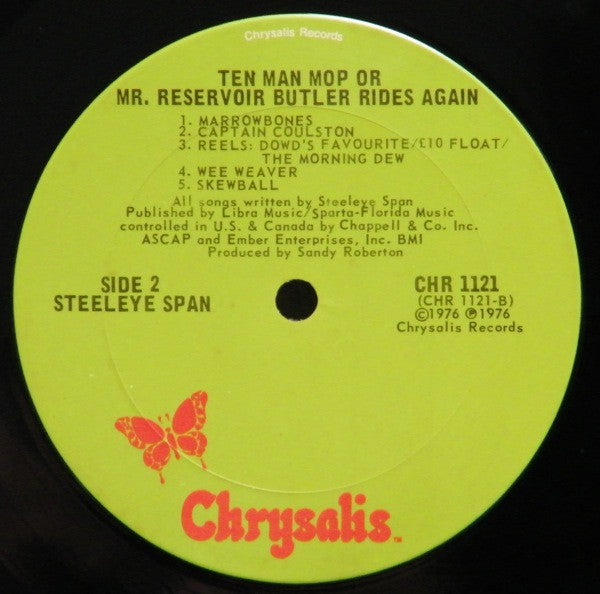 Chrysalis Records
TEN MAN MOP OR
MR. RESERVOIR BUTLER RIDES AGAIN
1. MARROWBONES
2. CAPTAIN COULSTON
3. REELS: DOWD'S FAVOURITE/£10 FLOAT/
THE MORNING DEW
4. WEE WEAVER
5. SKEWBALL
All songs written by Steeleye Span
Published by Libra Music/Sparta-Florida Music
controlled in U.S. & Canada by Chappell & Co. Inc.
ASCAP and Ember Enterprises, Inc. BMI
Produced by Sandy Roberton
SIDE 2
STEELEYE SPAN
CHR 1121
(CHR 1121-B)
©1976 ℗1976
Chrysalis Records
Chrysalis™